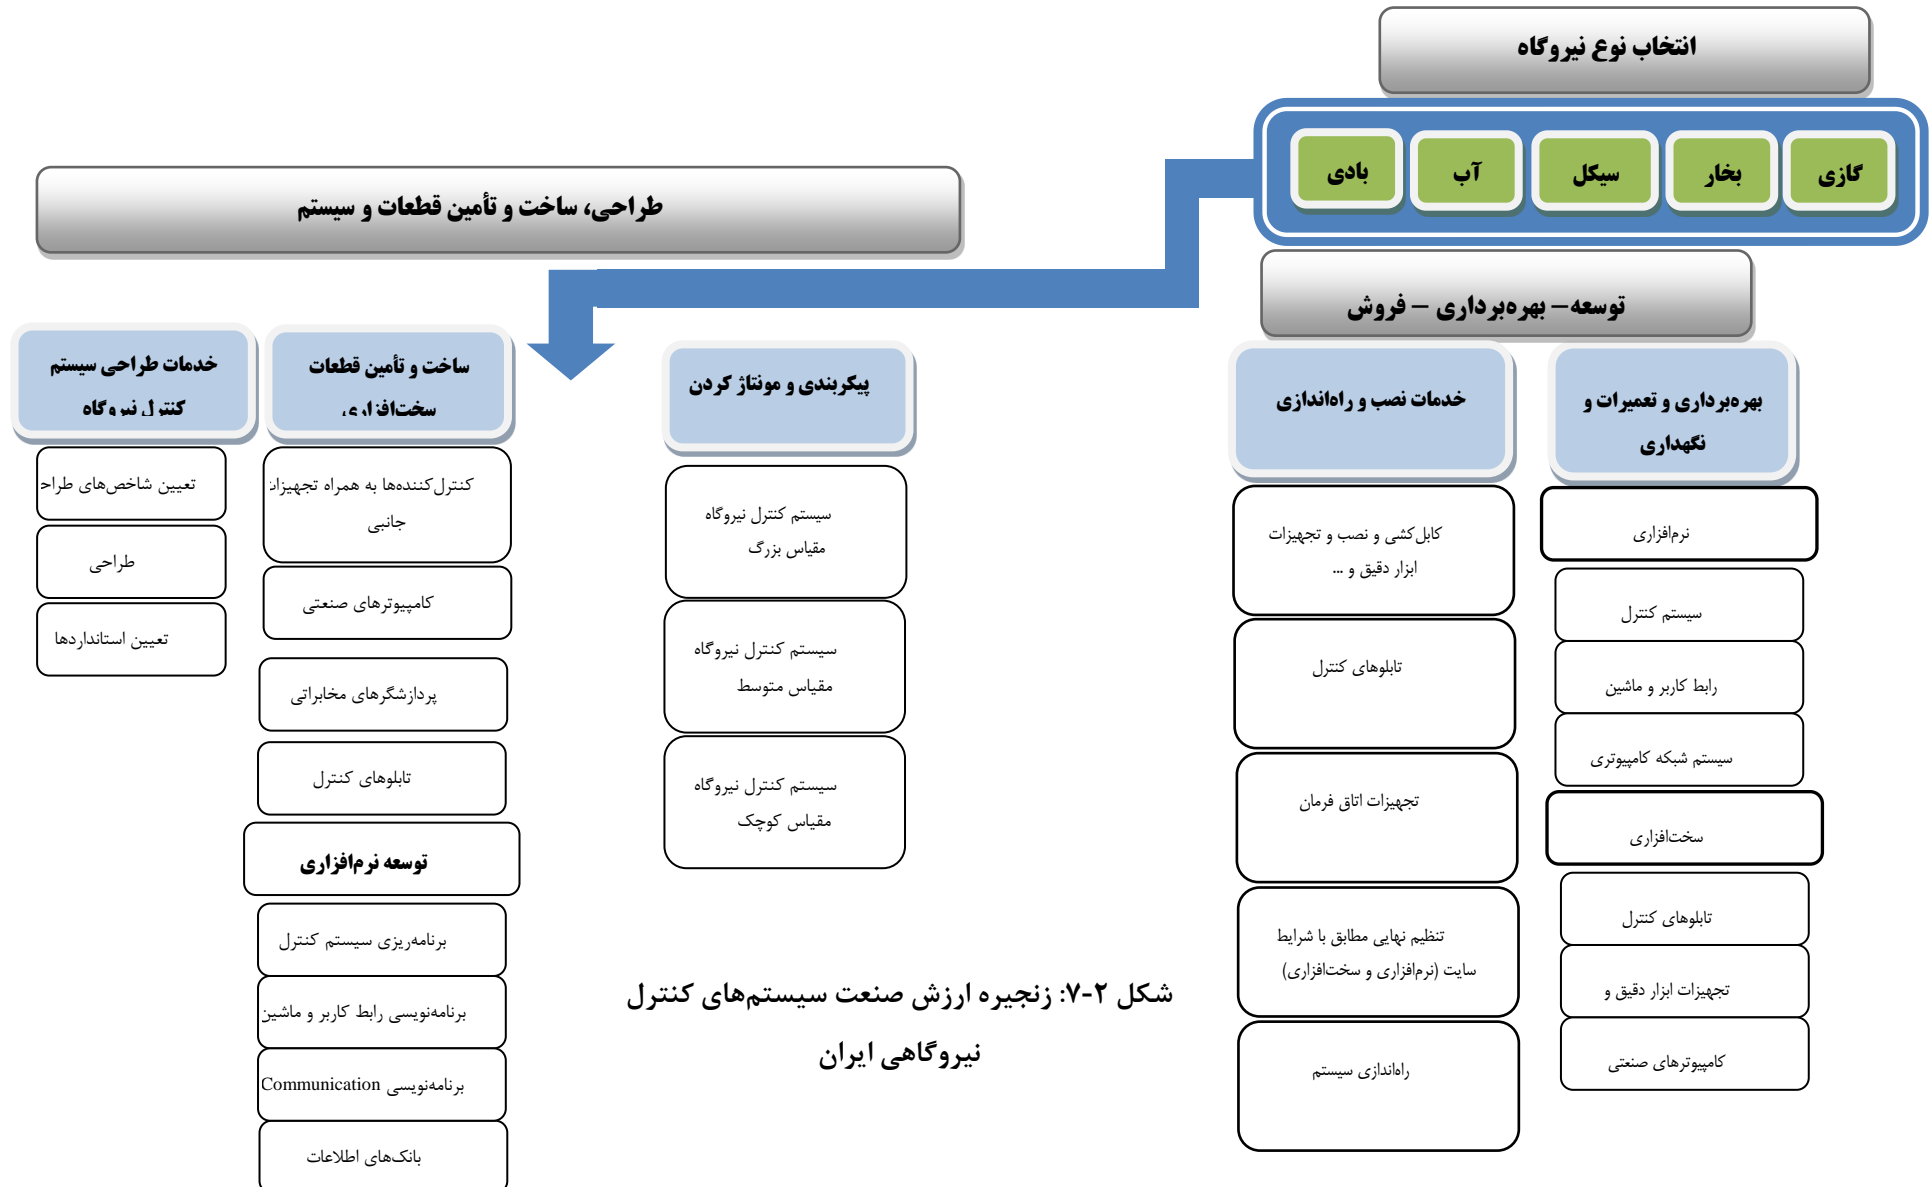 انتخاب نوع نیروگاه
گازی
بخار
سیکل
آب
بادی
طراحی، ساخت و تأمین قطعات و سیستم
توسعه- بهره‌برداری – فروش
بهره‌برداری و تعمیرات و
نگهداری
نرم‌افزاری
سیستم کنترل
رابط کاربر و ماشین
سیستم شبکه کامپیوتری
سخت‌افزاری
تابلوهای کنترل
تجهیزات ابزار دقیق و
کامپیوترهای صنعتی
خدمات نصب و راه‌اندازی
کابل‌کشی و نصب و تجهیزات
ابزار دقیق و ...
تابلوهای کنترل
تجهیزات اتاق فرمان
تنظیم نهایی مطابق با شرایط
سایت (نرم‌افزاری و سخت‌افزاری)
راه‌اندازی سیستم
پیکربندی و مونتاژ کردن
سیستم کنترل نیروگاه
مقیاس بزرگ
سیستم کنترل نیروگاه
مقیاس متوسط
سیستم کنترل نیروگاه
مقیاس کوچک
ساخت و تأمین قطعات
سخت‌افزاری
کنترل‌کننده‌ها به همراه تجهیزات
جانبی
کامپیوترهای صنعتی
پردازشگرهای مخابراتی
تابلوهای کنترل
توسعه نرم‌افزاری
برنامه‌ریزی سیستم کنترل
برنامه‌نویسی رابط کاربر و ماشین
برنامه‌نویسی Communication
بانک‌های اطلاعات
خدمات طراحی سیستم
کنترل نیروگاه
تعیین شاخص‌های طراح
طراحی
تعیین استانداردها
شکل ۲-۷: زنجیره ارزش صنعت سیستم‌های کنترل
نیروگاهی ایران